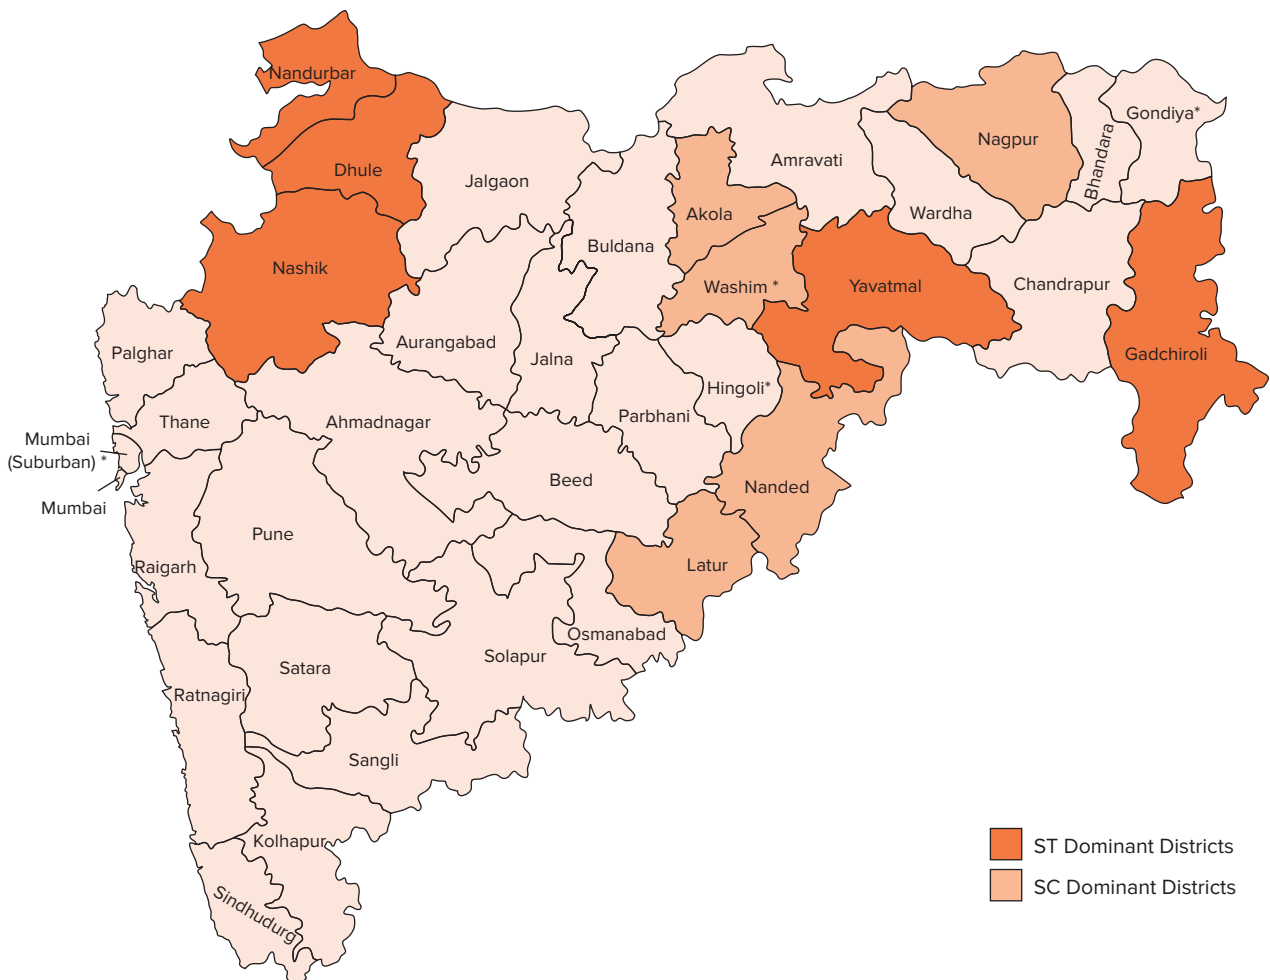 Nandurbar
Dhule
Jalgaon
Nashik
Buldana
Akola
Amravati
Washim *
Wardha
Nagpur
Bhandara
Gondiya*
Yavatmal
Chandrapur
Gadchiroli
Palghar
Thane
Mumbai
(Suburban) *
Mumbai
Aurangabad
Jalna
Ahmadnagar
Parbhani
Hingoli*
Beed
Nanded
Latur
Pune
Raigarh
Osmanabad
Solapur
Satara
Ratnagiri
Sangli
Kolhapur
Sindhudurg
ST Dominant Districts
SC Dominant Districts